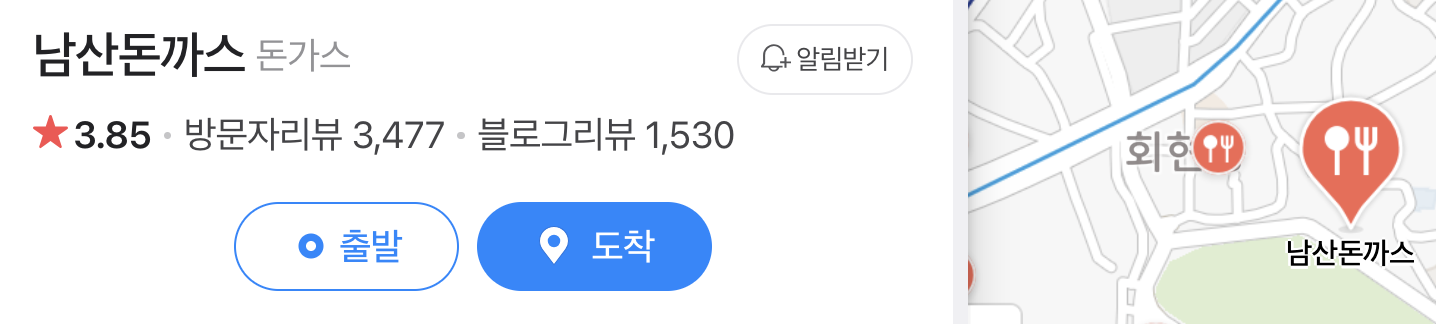 남산돈까스 돈가스
알림받기
3.85 · 방문자리뷰 3,477 · 블로그리뷰 1,530
출발
도착
회현
남산돈까스